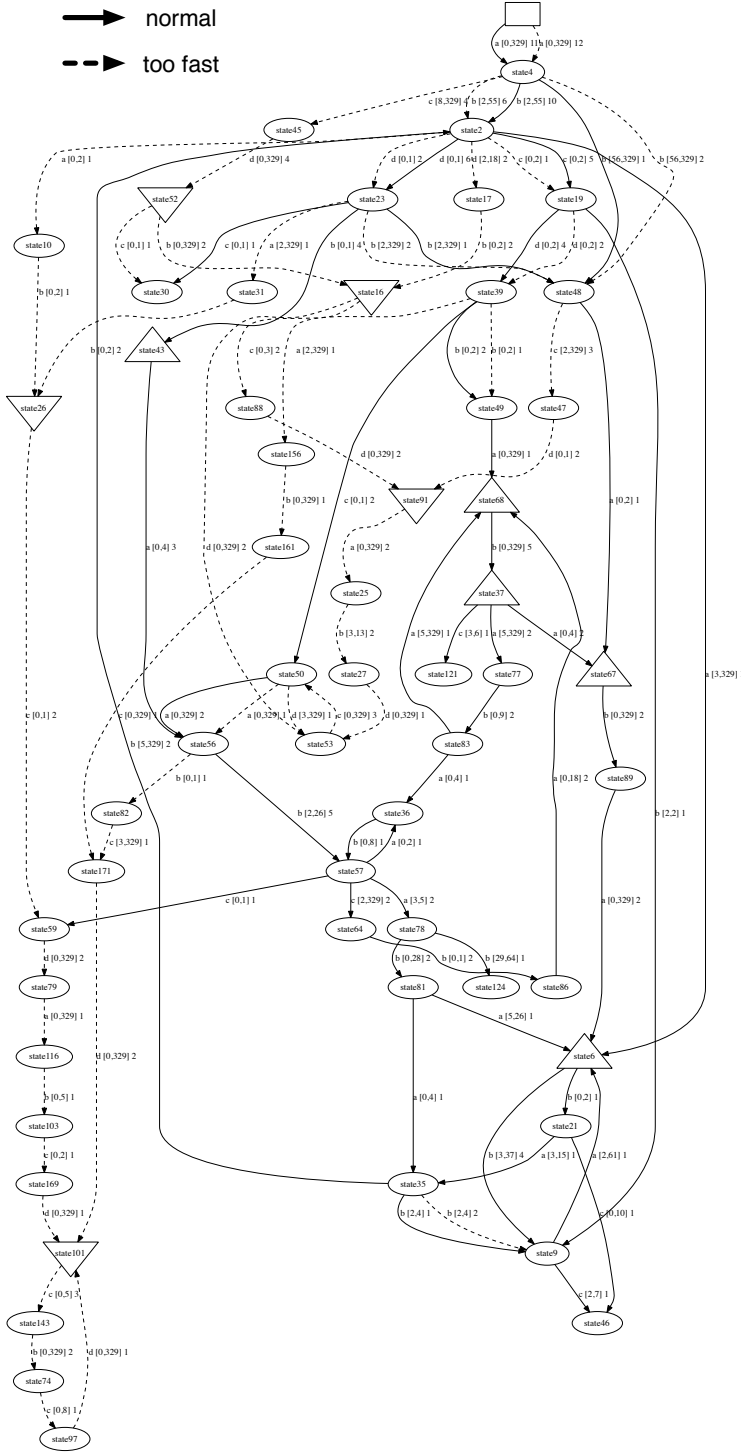 normal
too fast
a [0,329] 11
a [0,329] 12
state4
c [8,329] 4
b [2,55] 6
b [2,55] 10
state45
state2
a [0,2] 1
d [0,329] 4
d [0,1] 2
d [0,1] 6
d [2,18] 2
c [0,2] 1
c [0,2] 5
b [56,329] 1
b [56,329] 2
state52
state23
state17
state19
state10
c [0,1] 1
b [0,329] 2
c [0,1] 1
a [2,329] 1
b [0,1] 4
b [2,329] 2
b [2,329] 1
b [0,2] 2
d [0,2] 4
d [0,2] 2
b [0,2] 1
state30
state31
state16
state39
state48
b [0,2] 2
state43
c [0,3] 2
a [2,329] 1
b [0,2] 2
b [0,2] 1
c [2,329] 3
state26
state88
state49
state47
state156
d [0,329] 2
a [0,329] 1
d [0,1] 2
b [0,329] 1
state91
c [0,1] 2
state68
a [0,2] 1
a [0,4] 3
state161
d [0,329] 2
a [0,329] 2
b [0,329] 5
state25
state37
b [3,13] 2
a [5,329] 1
c [3,6] 1
a [5,329] 2
a [0,4] 2
state50
state27
state121
state77
state67
a [3,329]
c [0,1] 2
c [0,329] 1
a [0,329] 2
a [0,329] 1
d [3,329] 1
c [0,329] 3
d [0,329] 1
b [0,9] 2
b [0,329] 2
b [5,329] 2
state56
state53
state83
b [0,1] 1
a [0,4] 1
a [0,18] 2
state89
state82
b [2,26] 5
state36
b [2,2] 1
c [3,329] 1
b [0,8] 1
a [0,2] 1
state171
state57
c [0,1] 1
c [2,329] 2
a [3,5] 2
a [0,329] 2
state59
state64
state78
d [0,329] 2
b [0,28] 2
b [0,1] 2
b [29,64] 1
state79
state81
state124
state86
a [0,329] 1
a [5,26] 1
state116
d [0,329] 2
state6
b [0,5] 1
a [0,4] 1
b [0,2] 1
state103
state21
c [0,2] 1
b [3,37] 4
a [3,15] 1
a [2,61] 1
state169
state35
d [0,329] 1
b [2,4] 1
b [2,4] 2
c [0,10] 1
state101
state9
c [0,5] 3
c [2,7] 1
state143
state46
b [0,329] 2
d [0,329] 1
state74
c [0,8] 1
state97